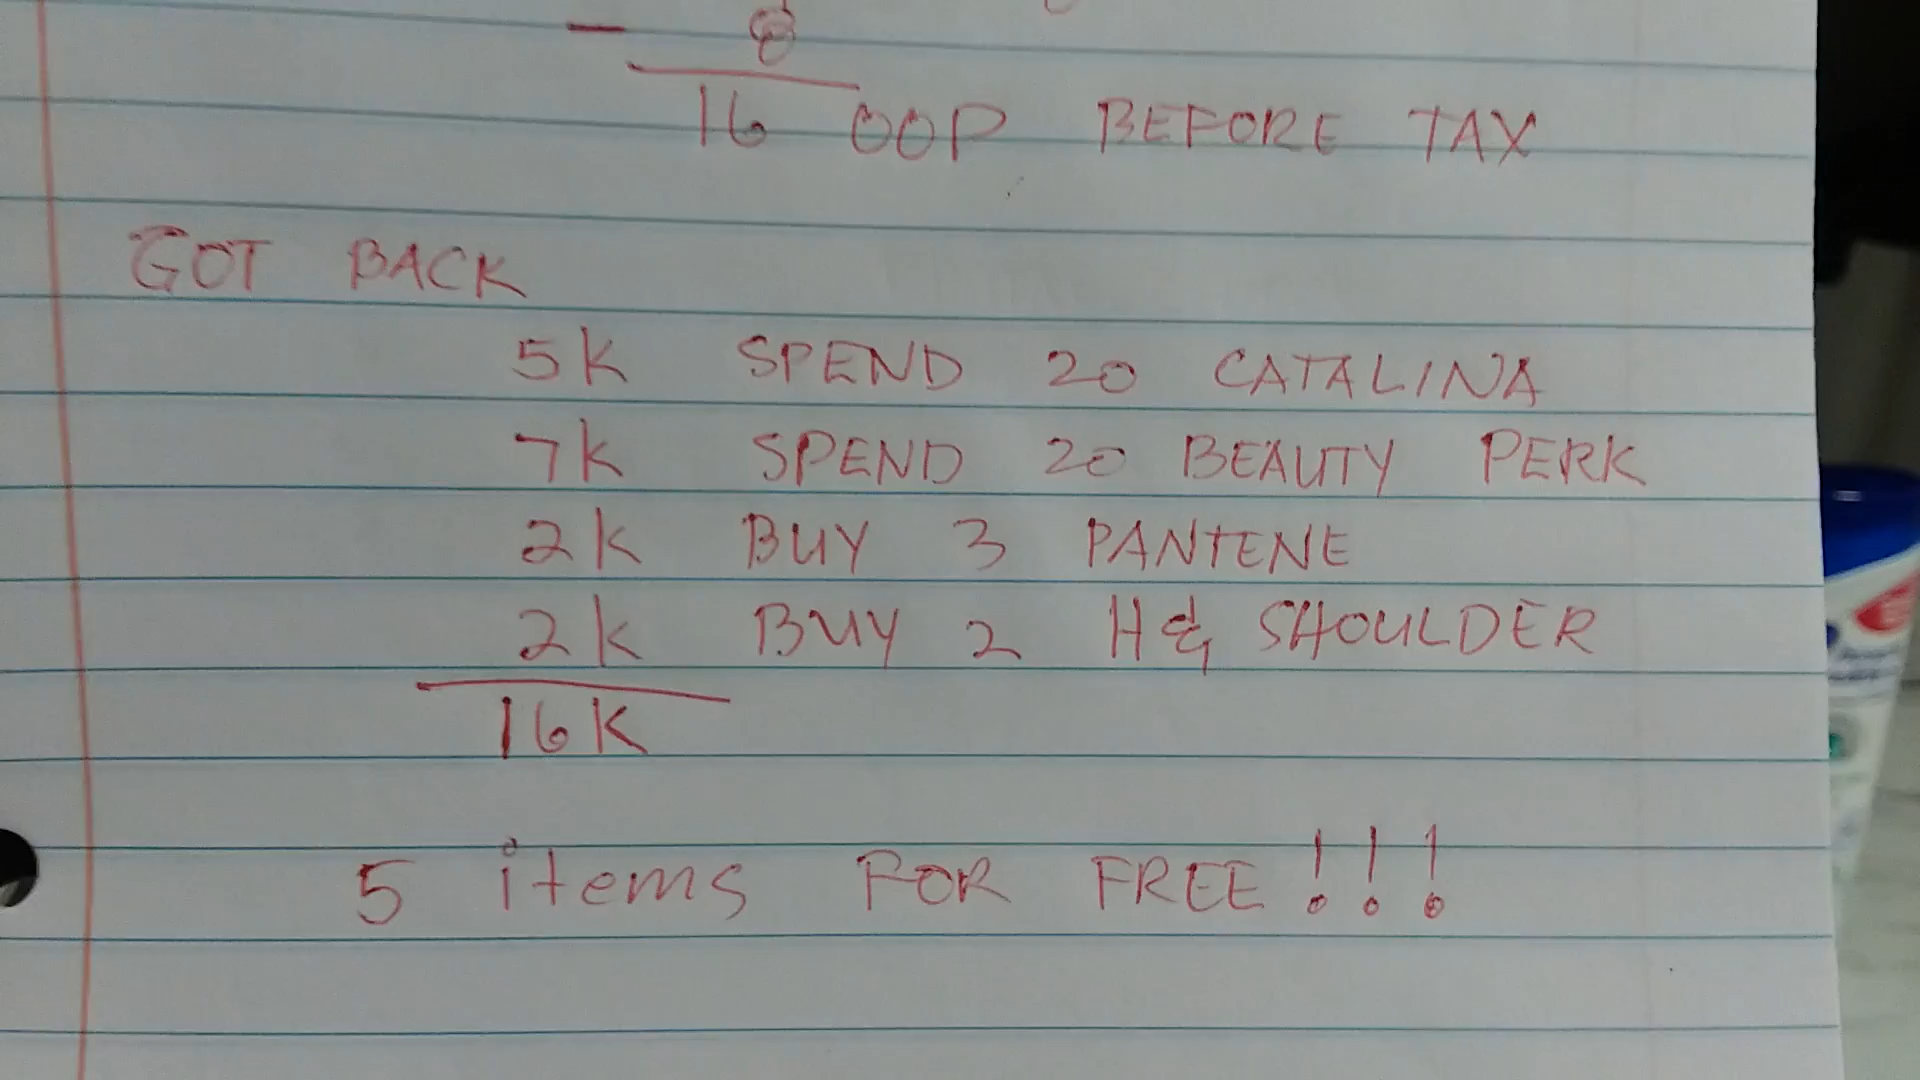 - 8
16 OOP BEFORE TAX
GOT BACK
5K SPEND 20 CATALINA
7K SPEND 20 BEAUTY PERK
2K BUY 3 PANTENE
2K BUY 2 H& SHOULDER
16K
5 items FOR FREE!!!